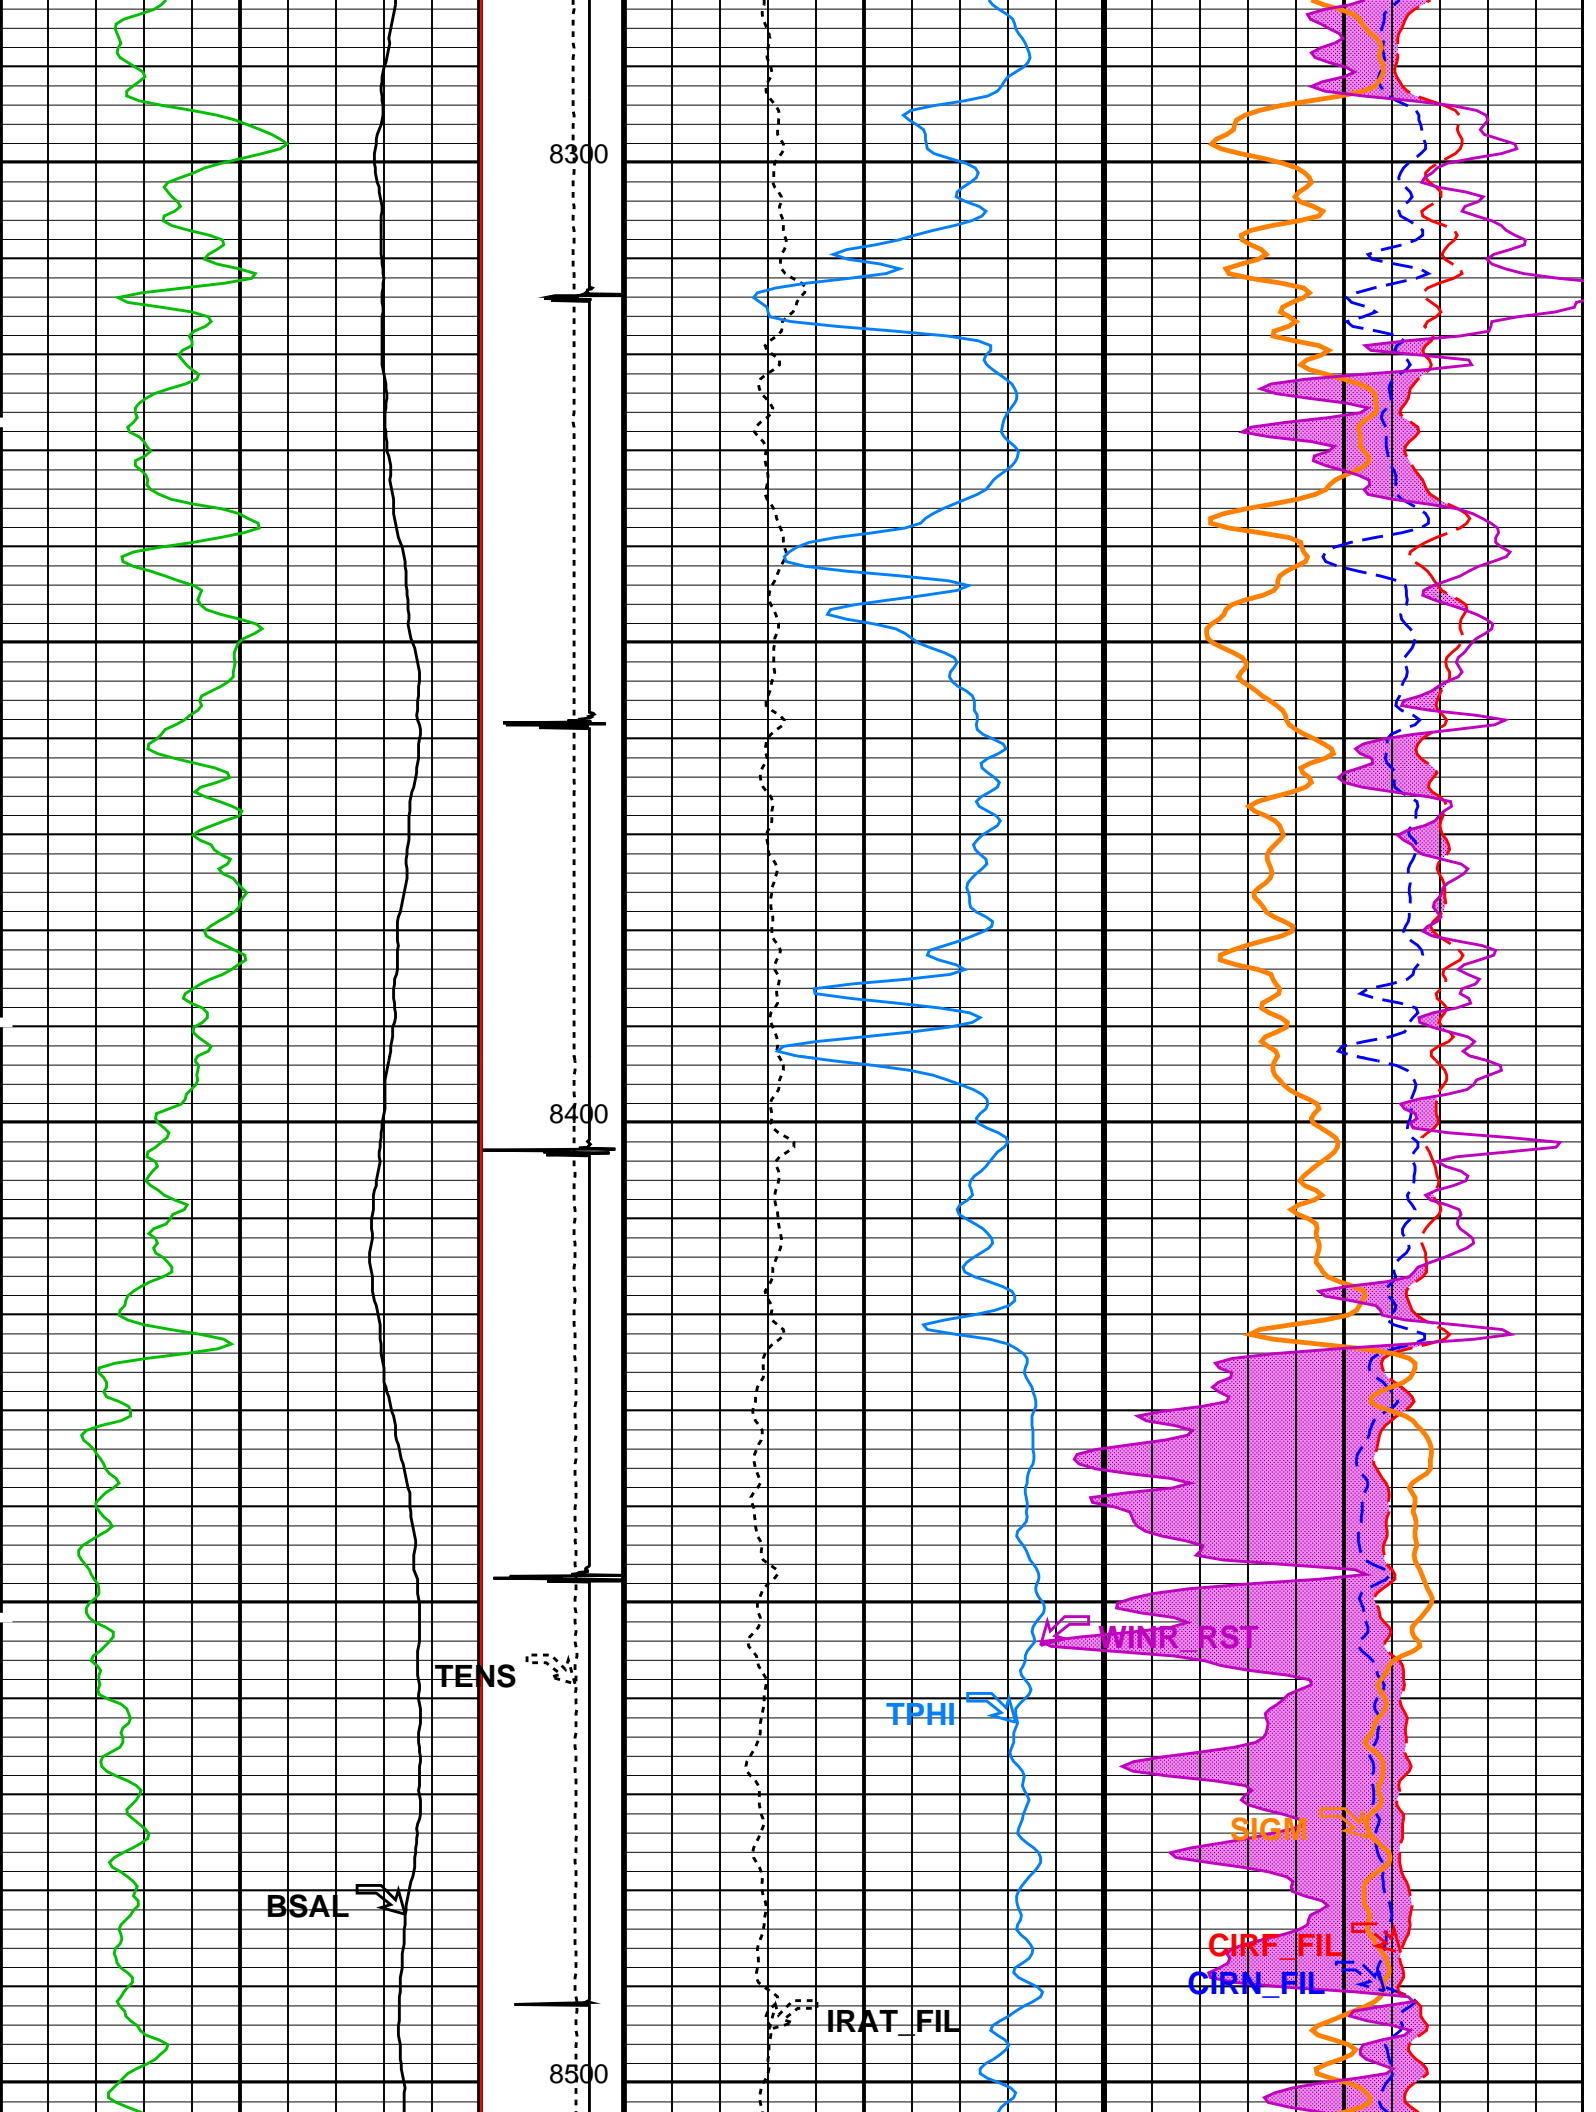 8300
8400
WINR_RST
TENS
TPHI
SIGM
BSAL
CIRF_FIL
CIRN_FIL
IRAT_FIL
8500